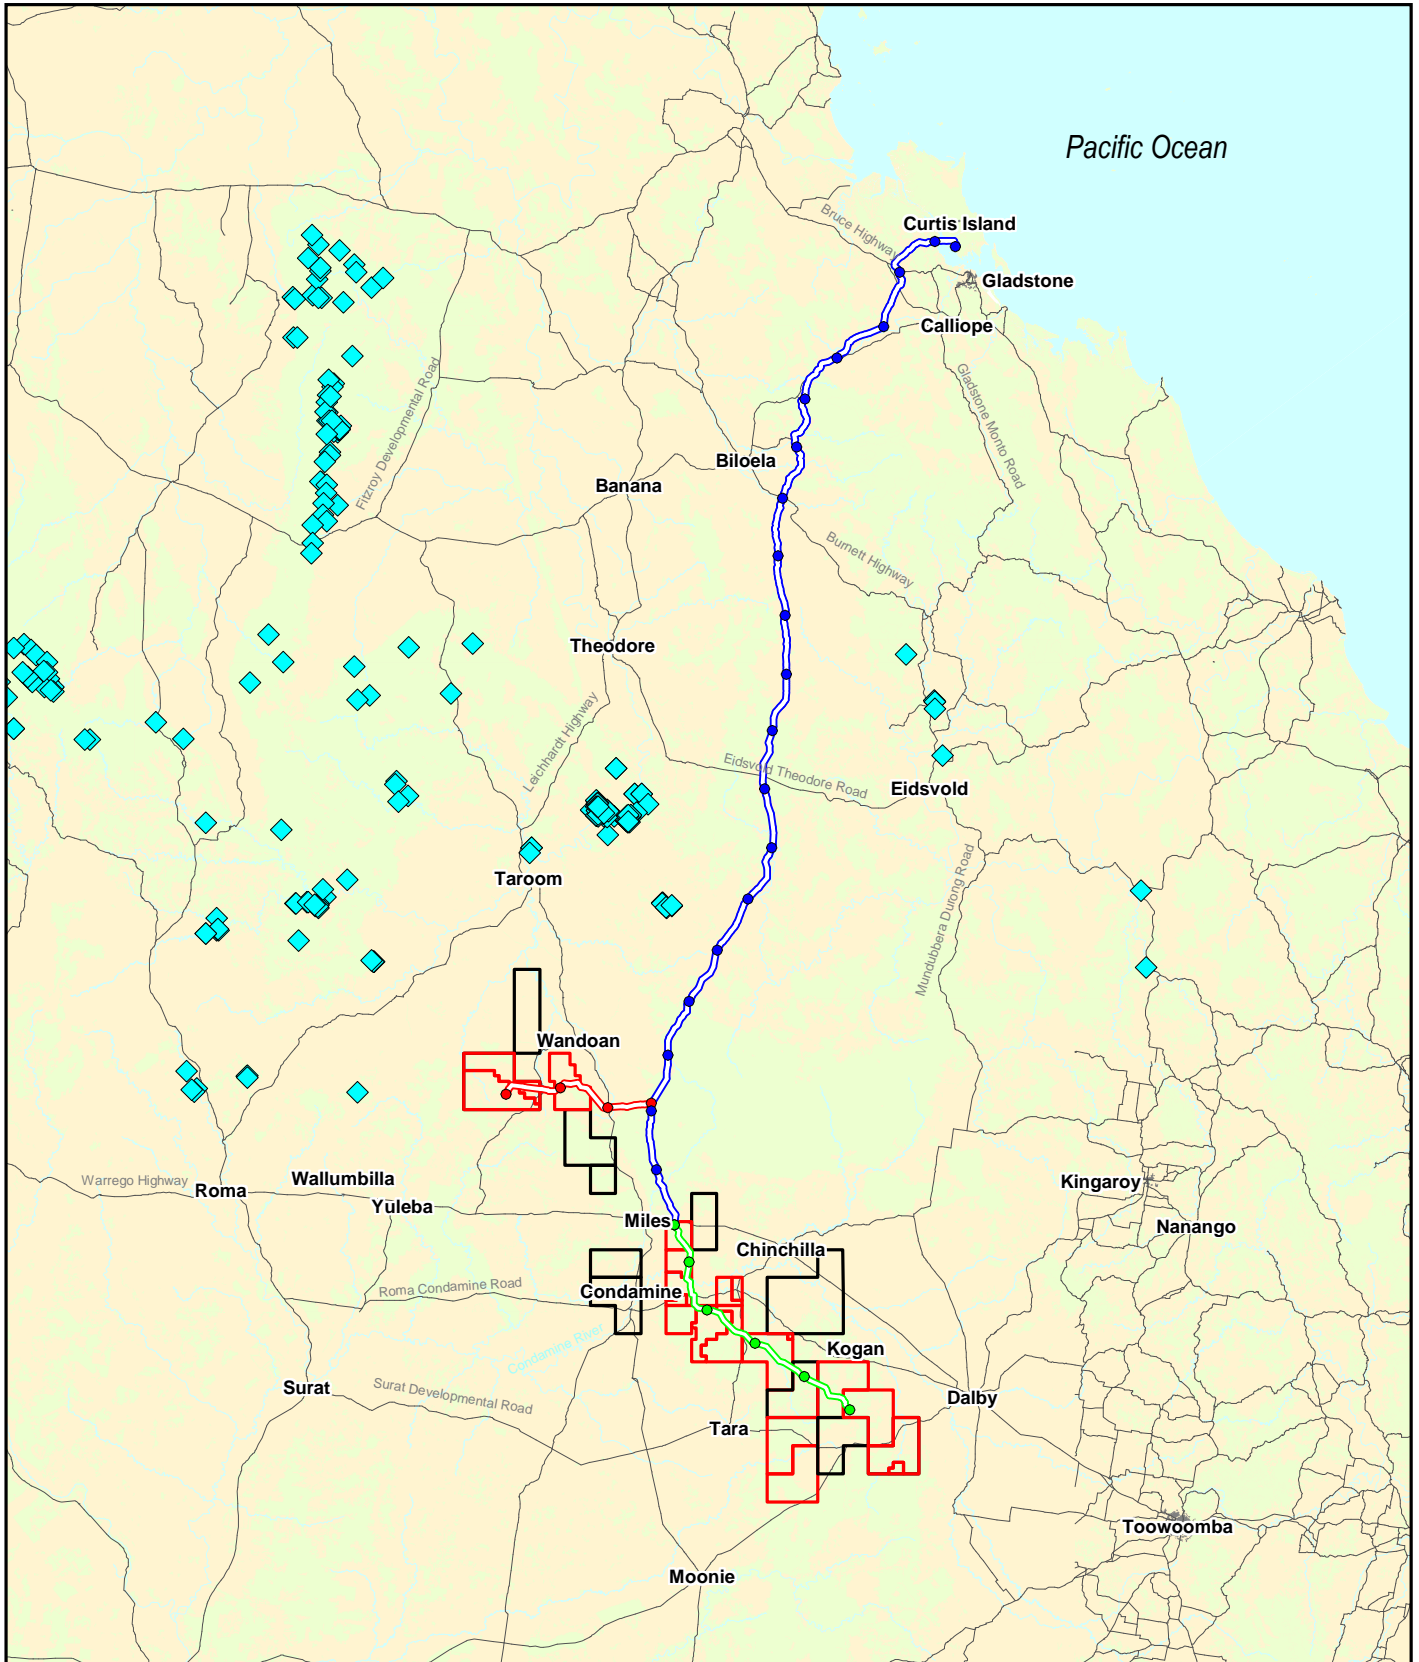 Pacific Ocean
Bruce Highway
Curtis Island
Gladstone
Calliope
Fitzroy Developmental Road
Gladstone Monto Road
Biloela
Banana
Burnett Highway
Theodore
Leichhardt Highway
Eidsvold Theodore Road
Eidsvold
Taroom
Mundubbera Durong Road
Wandoan
Warrego Highway
Roma
Wallumbilla
Yuleba
Kingaroy
Nanango
Miles
Chinchilla
Roma Condamine Road
Condamine
Condamine River
Kogan
Surat
Surat Developmental Road
Dalby
Tara
Toowoomba
Moonie